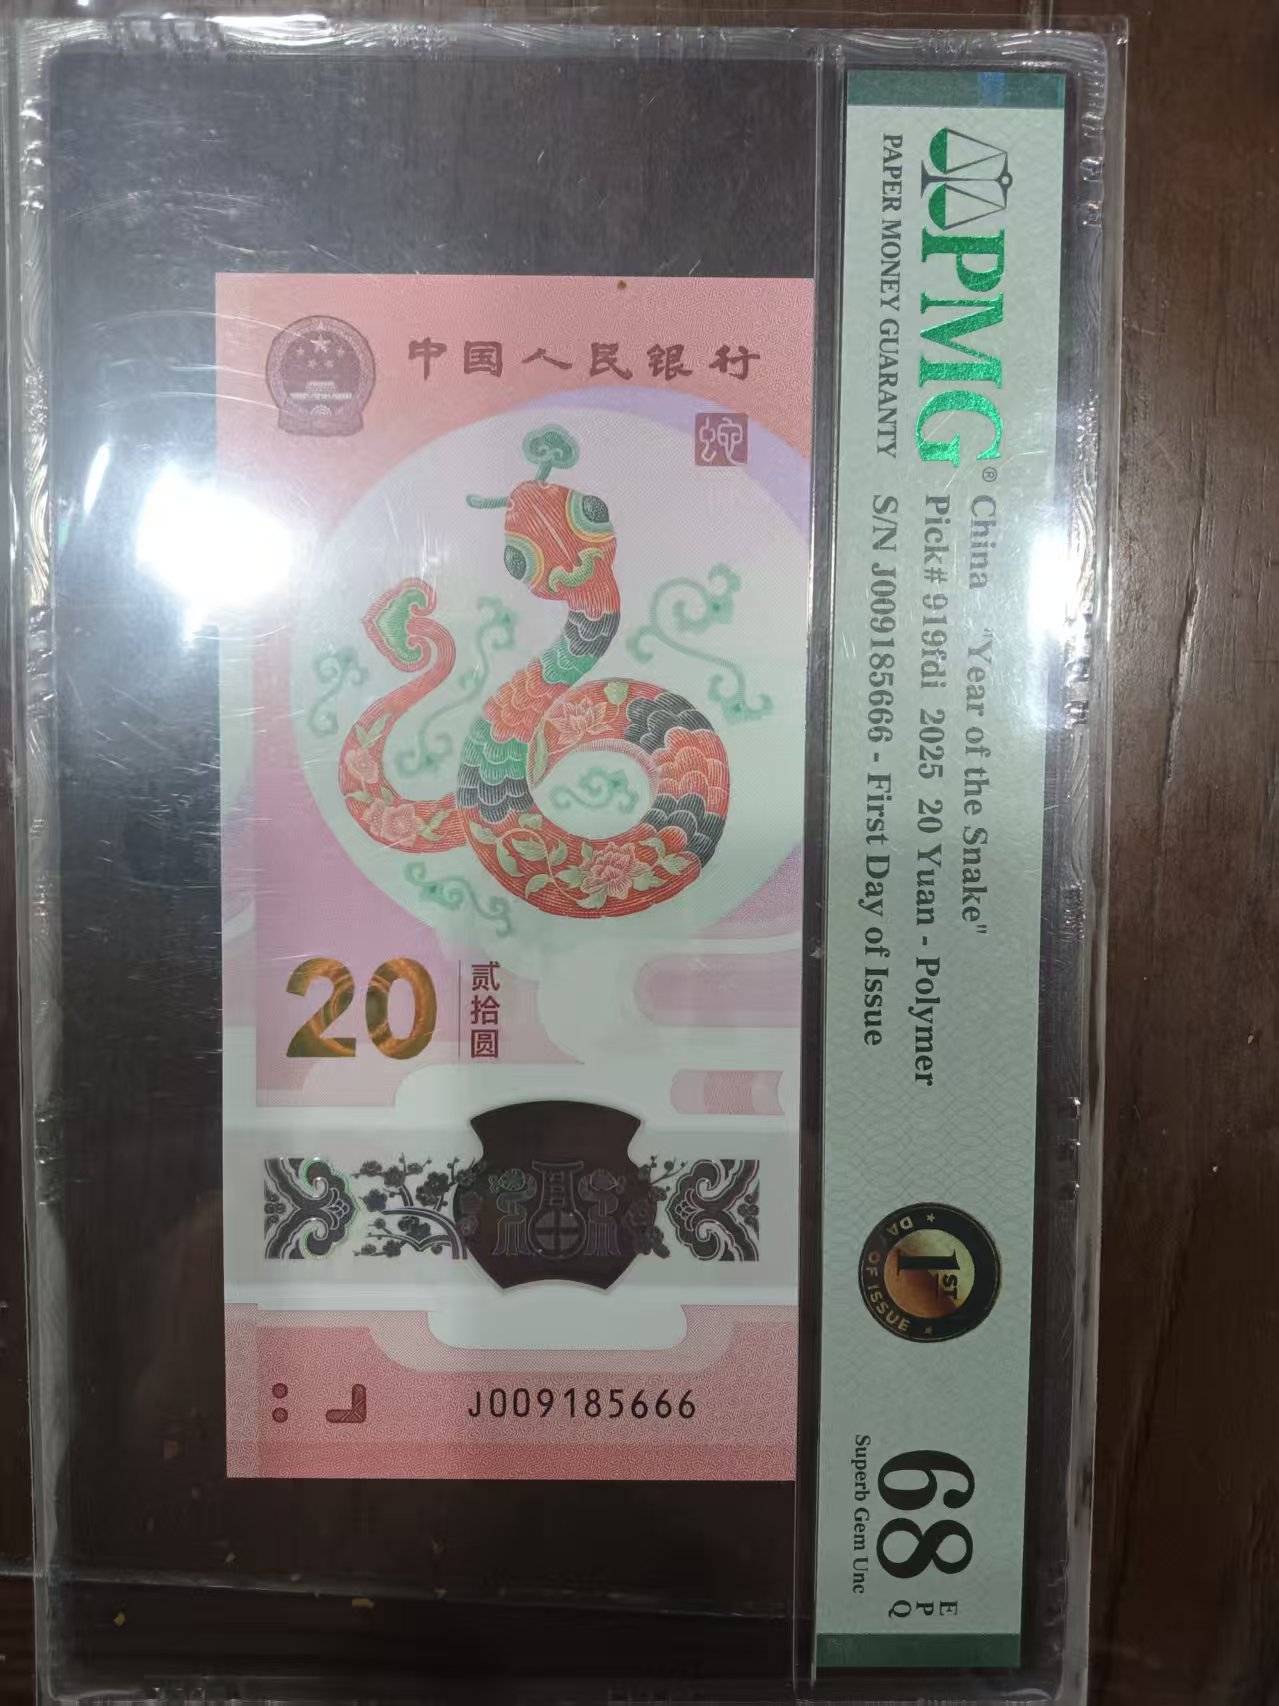 中国人民银行
蛇
20
贰拾圆
J009185666
PMG®
PAPER MONEY GUARANTY
China "Year of the Snake"
Pick# 919fdi 2025 20 Yuan - Polymer
S/N J009185666 - First Day of Issue
1ST
DAY OF ISSUE
68
EPQ
Superb Gem Unc